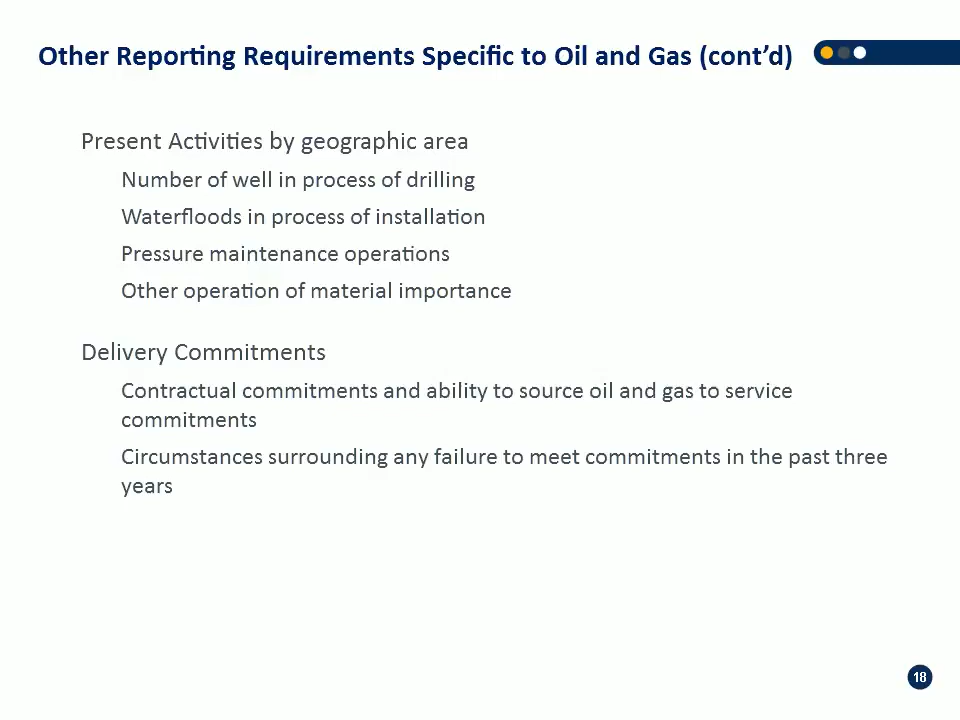 Other Reporting Requirements Specific to Oil and Gas (cont’d)
Present Activities by geographic area
Number of well in process of drilling
Waterfloods in process of installation
Pressure maintenance operations
Other operation of material importance
Delivery Commitments
Contractual commitments and ability to source oil and gas to service
commitments
Circumstances surrounding any failure to meet commitments in the past three
years
18